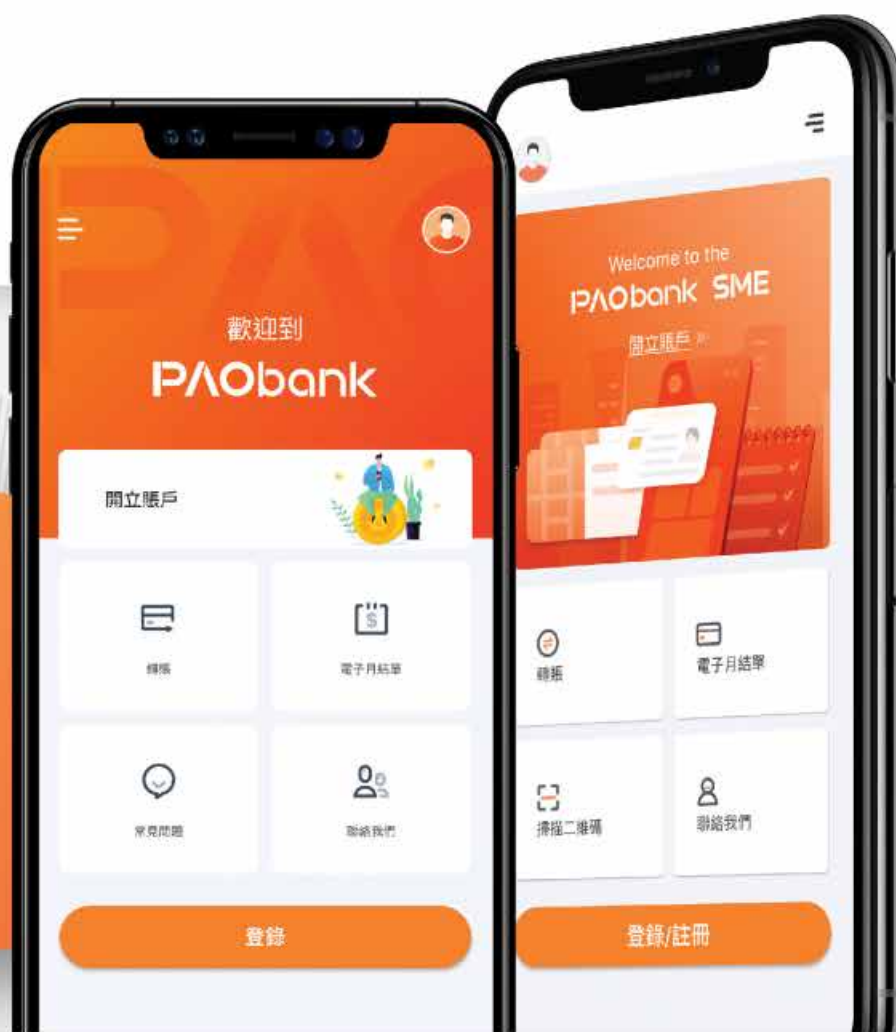 歡迎到
PAObank
開立賬戶
轉賬
電子月結單
常見問題
聯絡我們
登錄
Welcome to the
PAObank SME
開立賬戶 »
轉賬
電子月結單
掃描二維碼
聯絡我們
登錄/註冊